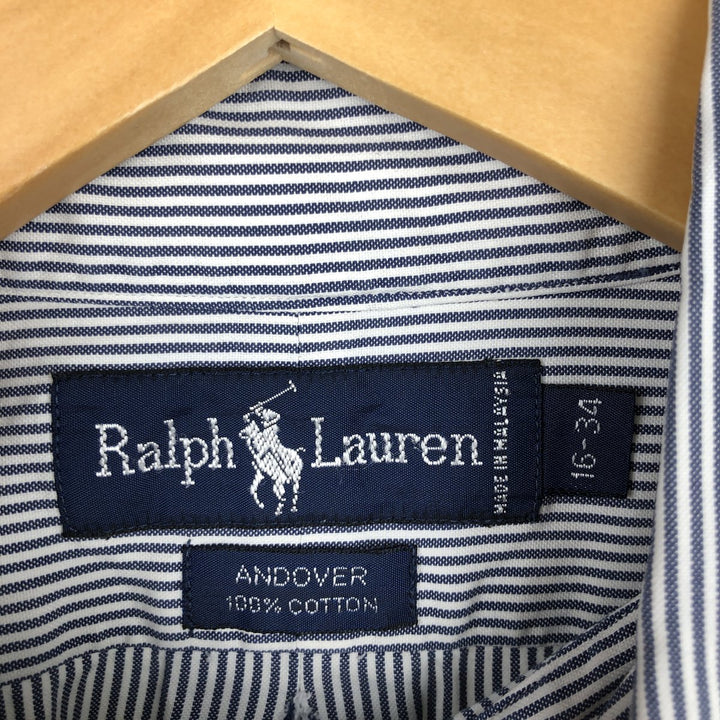 Ralph Lauren
MADE IN MALAYSIA
16-34
ANDOVER
100% COTTON